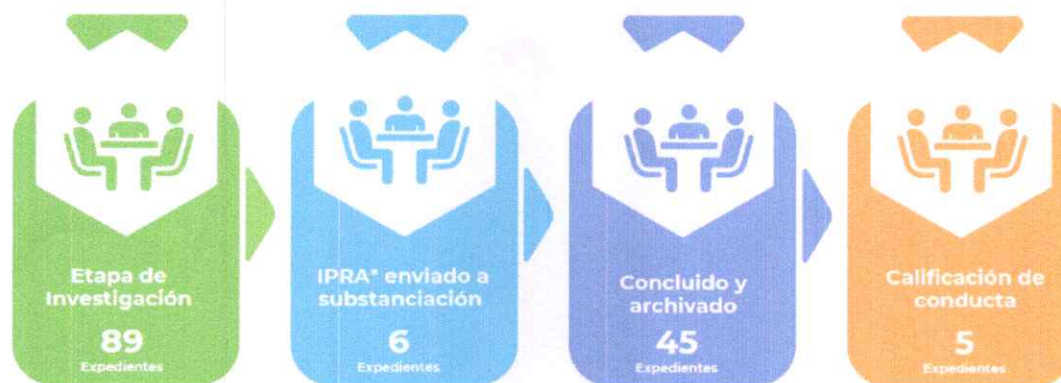 Etapa de
Investigación
89
Expedientes
IPRA* enviado a
substanciación
6
Expedientes
Concluido y
archivado
45
Expedientes
Calificación de
conducta
5
Expedientes